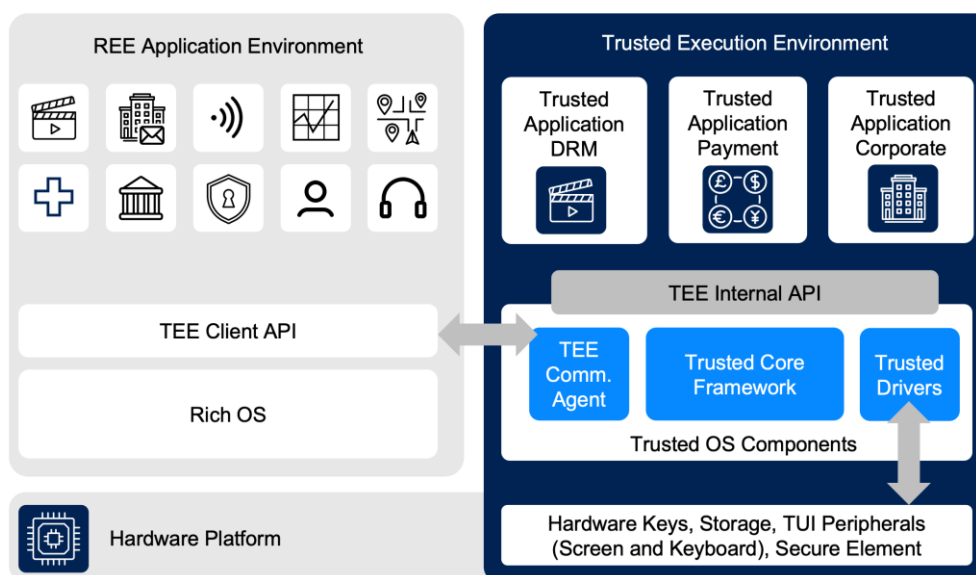 REE Application Environment
TEE Client API
Rich OS
Hardware Platform
Trusted Execution Environment
Trusted
Application
DRM
Trusted
Application
Payment
£
$
€
¥
Trusted
Application
Corporate
TEE Internal API
TEE
Comm.
Agent
Trusted Core
Framework
Trusted
Drivers
Trusted OS Components
Hardware Keys, Storage, TUI Peripherals
(Screen and Keyboard), Secure Element